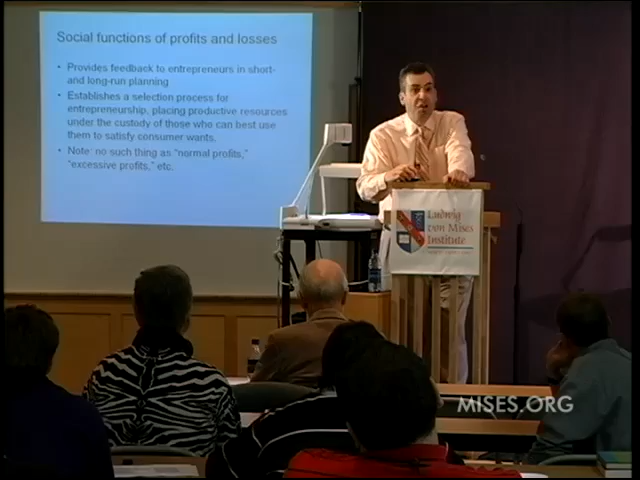 Social functions of profits and losses
• Provides feedback to entrepreneurs in short-
and long-run planning
• Establishes a selection process for
entrepreneurship, placing productive resources
under the custody of those who can best use
them to satisfy consumer wants.
• Note: no such thing as "normal profits,"
"excessive profits," etc.
Ludwig
von Mises
Institute
MISES.ORG